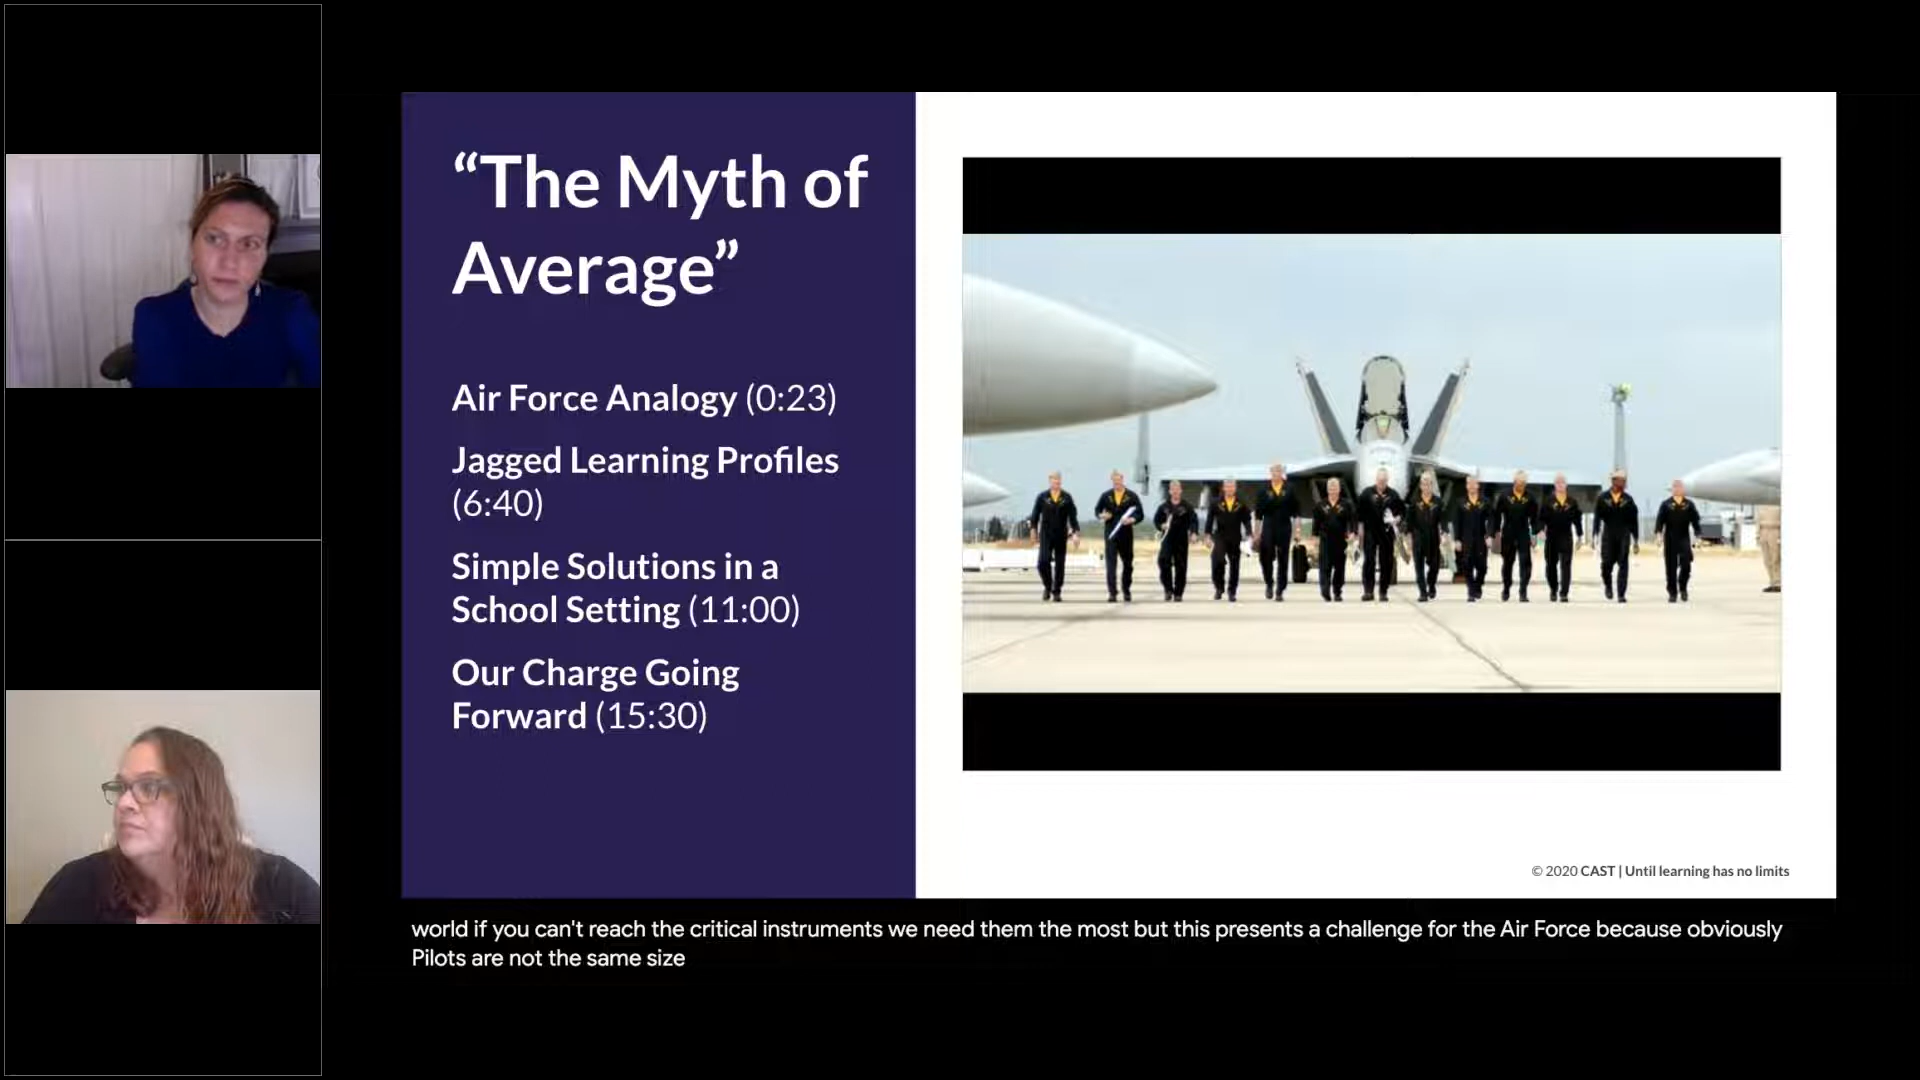 “The Myth of
Average”
Air Force Analogy (0:23)
Jagged Learning Profiles
(6:40)
Simple Solutions in a
School Setting (11:00)
Our Charge Going
Forward (15:30)
© 2020 CAST | Until learning has no limits
world if you can't reach the critical instruments we need them the most but this presents a challenge for the Air Force because obviously
Pilots are not the same size